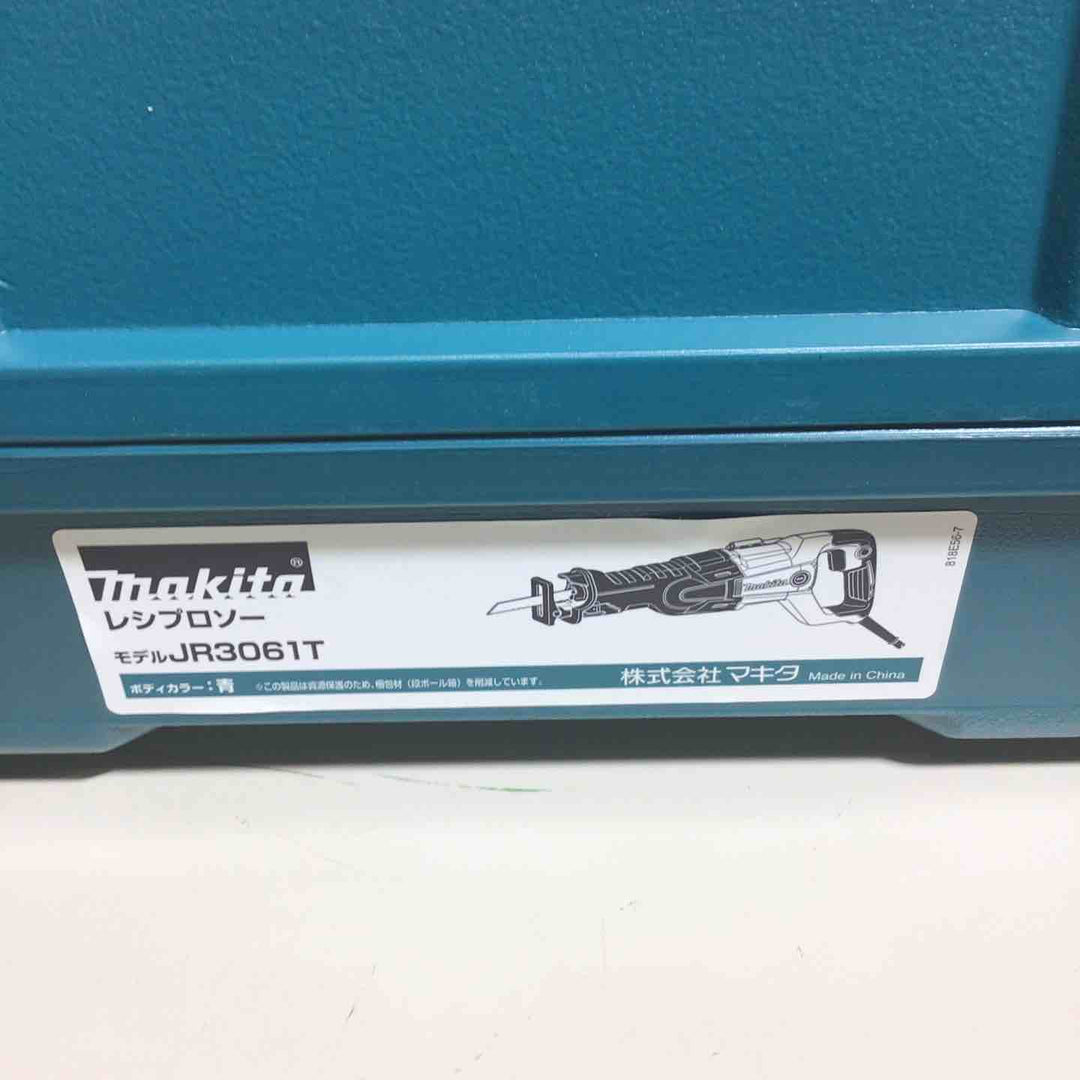 makita®
レシプロソー
モデルJR3061T
ボディカラー:青 ※この製品は資源保護のため、梱包材(段ボール箱)を削減しています。 株式会社 マキタ Made in China
makita
818E56-7